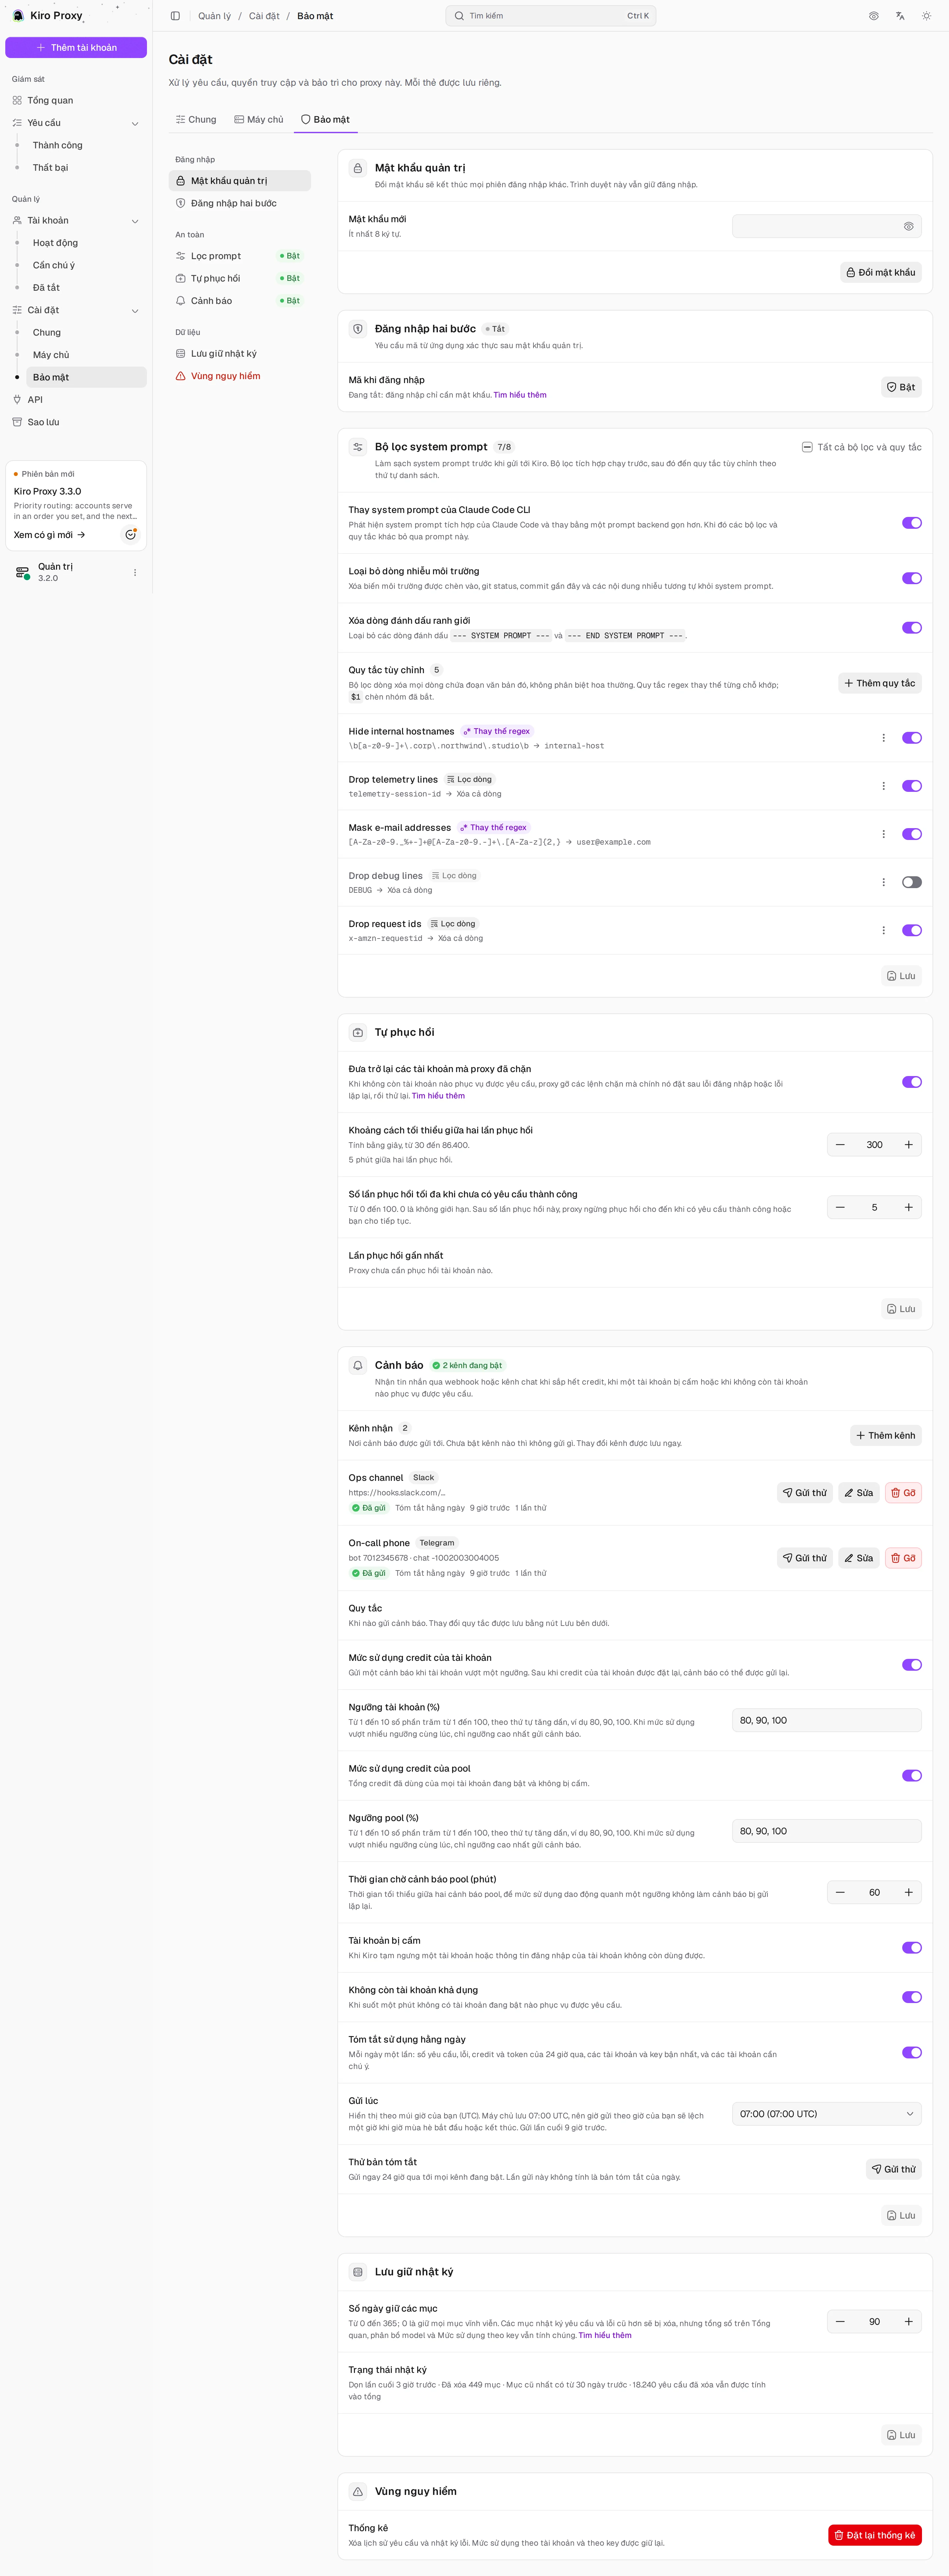 Kiro Proxy
Quản lý / Cài đặt / Bảo mật
Tìm kiếm
Ctrl K
Thêm tài khoản
Giám sát
Tổng quan
Yêu cầu
Thành công
Thất bại
Quản lý
Tài khoản
Hoạt động
Cần chú ý
Đã tắt
Cài đặt
Chung
Máy chủ
Bảo mật
API
Sao lưu
Phiên bản mới
Kiro Proxy 3.3.0
Priority routing: accounts serve
in an order you set, and the next...
Xem có gì mới →
Quản trị
3.2.0
Cài đặt
Xử lý yêu cầu, quyền truy cập và bảo trì cho proxy này. Mỗi thẻ được lưu riêng.
Chung
Máy chủ
Bảo mật
Đăng nhập
Mật khẩu quản trị
Đăng nhập hai bước
An toàn
Lọc prompt
Bật
Tự phục hồi
Bật
Cảnh báo
Bật
Dữ liệu
Lưu giữ nhật ký
Vùng nguy hiểm
Mật khẩu quản trị
Đổi mật khẩu sẽ kết thúc mọi phiên đăng nhập khác. Trình duyệt này vẫn giữ đăng nhập.
Mật khẩu mới
Ít nhất 8 ký tự.
Đổi mật khẩu
Đăng nhập hai bước
Tắt
Yêu cầu mã từ ứng dụng xác thực sau mật khẩu quản trị.
Mã khi đăng nhập
Đang tắt: đăng nhập chỉ cần mật khẩu. Tìm hiểu thêm
Bật
Bộ lọc system prompt
7/8
Tất cả bộ lọc và quy tắc
Làm sạch system prompt trước khi gửi tới Kiro. Bộ lọc tích hợp chạy trước, sau đó đến quy tắc tùy chỉnh theo
thứ tự danh sách.
Thay system prompt của Claude Code CLI
Phát hiện system prompt tích hợp của Claude Code và thay bằng một prompt backend gọn hơn. Khi đó các bộ lọc và
quy tắc khác bỏ qua prompt này.
Loại bỏ dòng nhiễu môi trường
Xóa biến môi trường được chèn vào, git status, commit gần đây và các nội dung nhiễu tương tự khỏi system prompt.
Xóa dòng đánh dấu ranh giới
Loại bỏ các dòng đánh dấu --- SYSTEM PROMPT --- và --- END SYSTEM PROMPT ---.
Quy tắc tùy chỉnh
5
Bộ lọc dòng xóa mọi dòng chứa đoạn văn bản đó, không phân biệt hoa thường. Quy tắc regex thay thế từng chỗ khớp;
$1 chèn nhóm đã bắt.
Thêm quy tắc
Hide internal hostnames
Thay thế regex
\b[a-z0-9-]+\.corp\.northwind\.studio\b → internal-host
Drop telemetry lines
Lọc dòng
telemetry-session-id → Xóa cả dòng
Mask e-mail addresses
Thay thế regex
[A-Za-z0-9._%+-]+@[A-Za-z0-9.-]+\.[A-Za-z]{2,} → user@example.com
Drop debug lines
Lọc dòng
DEBUG → Xóa cả dòng
Drop request ids
Lọc dòng
x-amzn-requestid → Xóa cả dòng
Lưu
Tự phục hồi
Đưa trở lại các tài khoản mà proxy đã chặn
Khi không còn tài khoản nào phục vụ được yêu cầu, proxy gỡ các lệnh chặn mà chính nó đặt sau lỗi đăng nhập hoặc lỗi
lặp lại, rồi thử lại. Tìm hiểu thêm
Khoảng cách tối thiểu giữa hai lần phục hồi
Tính bằng giây, từ 30 đến 86.400.
5 phút giữa hai lần phục hồi.
300
Số lần phục hồi tối đa khi chưa có yêu cầu thành công
Từ 0 đến 100. 0 là không giới hạn. Sau số lần phục hồi này, proxy ngừng phục hồi cho đến khi có yêu cầu thành công hoặc
bạn cho tiếp tục.
5
Lần phục hồi gần nhất
Proxy chưa cần phục hồi tài khoản nào.
Lưu
Cảnh báo
2 kênh đang bật
Nhận tin nhắn qua webhook hoặc kênh chat khi sắp hết credit, khi một tài khoản bị cấm hoặc khi không còn tài khoản
nào phục vụ được yêu cầu.
Kênh nhận
2
Nơi cảnh báo được gửi tới. Chưa bật kênh nào thì không gửi gì. Thay đổi kênh được lưu ngay.
Thêm kênh
Ops channel
Slack
https://hooks.slack.com/...
Đã gửi
Tóm tắt hằng ngày
9 giờ trước
1 lần thử
Gửi thử
Sửa
Gỡ
On-call phone
Telegram
bot 7012345678 · chat -1002003004005
Đã gửi
Tóm tắt hằng ngày
9 giờ trước
1 lần thử
Gửi thử
Sửa
Gỡ
Quy tắc
Khi nào gửi cảnh báo. Thay đổi quy tắc được lưu bằng nút Lưu bên dưới.
Mức sử dụng credit của tài khoản
Gửi một cảnh báo khi tài khoản vượt một ngưỡng. Sau khi credit của tài khoản được đặt lại, cảnh báo có thể được gửi lại.
Ngưỡng tài khoản (%)
Từ 1 đến 10 số phần trăm từ 1 đến 100, theo thứ tự tăng dần, ví dụ 80, 90, 100. Khi mức sử dụng
vượt nhiều ngưỡng cùng lúc, chỉ ngưỡng cao nhất gửi cảnh báo.
80, 90, 100
Mức sử dụng credit của pool
Tổng credit đã dùng của mọi tài khoản đang bật và không bị cấm.
Ngưỡng pool (%)
Từ 1 đến 10 số phần trăm từ 1 đến 100, theo thứ tự tăng dần, ví dụ 80, 90, 100. Khi mức sử dụng
vượt nhiều ngưỡng cùng lúc, chỉ ngưỡng cao nhất gửi cảnh báo.
80, 90, 100
Thời gian chờ cảnh báo pool (phút)
Thời gian tối thiểu giữa hai cảnh báo pool, để mức sử dụng dao động quanh một ngưỡng không làm cảnh báo bị gửi
lặp lại.
60
Tài khoản bị cấm
Khi Kiro tạm ngưng một tài khoản hoặc thông tin đăng nhập của tài khoản không còn dùng được.
Không còn tài khoản khả dụng
Khi suốt một phút không có tài khoản đang bật nào phục vụ được yêu cầu.
Tóm tắt sử dụng hằng ngày
Mỗi ngày một lần: số yêu cầu, lỗi, credit và token của 24 giờ qua, các tài khoản và key bận nhất, và các tài khoản cần
chú ý.
Gửi lúc
Hiển thị theo múi giờ của bạn (UTC). Máy chủ lưu 07:00 UTC, nên giờ gửi theo giờ của bạn sẽ lệch
một giờ khi giờ mùa hè bắt đầu hoặc kết thúc. Gửi lần cuối 9 giờ trước.
07:00 (07:00 UTC)
Thử bản tóm tắt
Gửi ngay 24 giờ qua tới mọi kênh đang bật. Lần gửi này không tính là bản tóm tắt của ngày.
Gửi thử
Lưu
Lưu giữ nhật ký
Số ngày giữ các mục
Từ 0 đến 365; 0 là giữ mọi mục vĩnh viễn. Các mục nhật ký yêu cầu và lỗi cũ hơn sẽ bị xóa, nhưng tổng số trên Tổng
quan, phân bổ model và Mức sử dụng theo key vẫn tính chúng. Tìm hiểu thêm
90
Trạng thái nhật ký
Dọn lần cuối 3 giờ trước · Đã xóa 449 mục · Mục cũ nhất có từ 30 ngày trước · 18.240 yêu cầu đã xóa vẫn được tính
vào tổng
Lưu
Vùng nguy hiểm
Thống kê
Xóa lịch sử yêu cầu và nhật ký lỗi. Mức sử dụng theo tài khoản và theo key được giữ lại.
Đặt lại thống kê